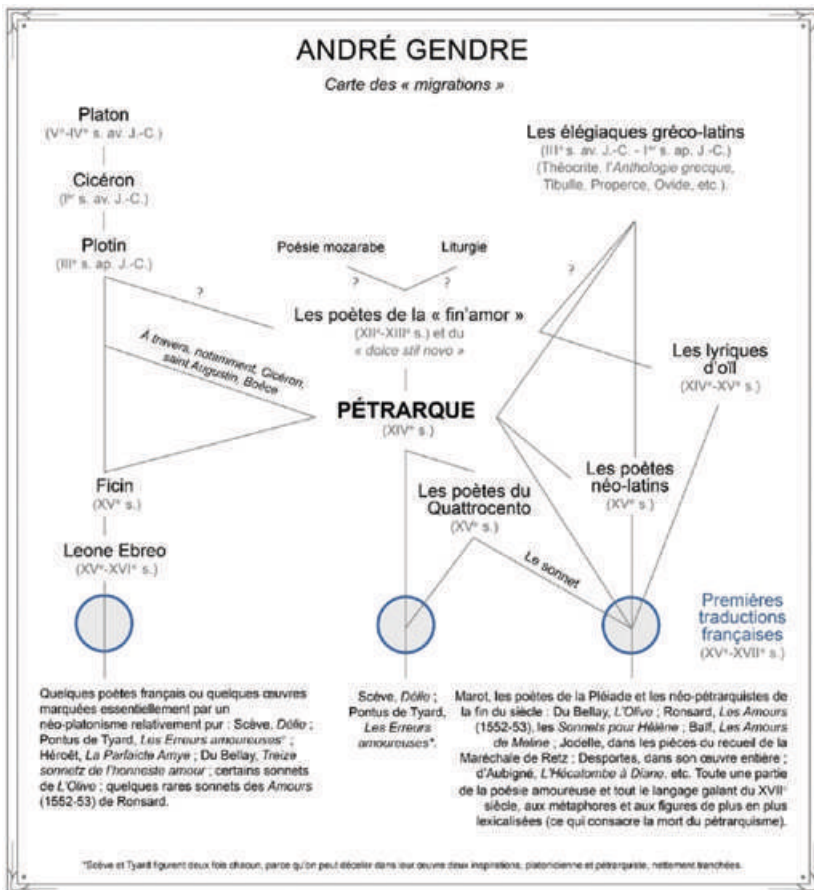 ANDRÉ GENDRE
Carte des « migrations »
Platon
(Vᵉ-IVᵉ s. av. J.-C.)
Cicéron
(Iᵉʳ s. av. J.-C.)
Plotin
(IIIᵉ s. ap. J.-C.)
Les élégiaques gréco-latins
(IIIᵉ s. av. J.-C. - Iᵉʳ s. ap. J.-C.)
(Théocrite, l'Anthologie grecque,
Tibulle, Properce, Ovide, etc.).
Poésie mozarabe
Liturgie
?
?
?
?
Les poètes de la « fin'amor »
(XIIᵉ-XIIIᵉ s.) et du
« dolce stil novo »
À travers, notamment, Cicéron,
saint Augustin, Boèce
Les lyriques
d'oïl
(XIVᵉ-XVᵉ s.)
PÉTRARQUE
(XIVᵉ s.)
Ficin
(XVᵉ s.)
Les poètes du
Quattrocento
(XVᵉ s.)
Les poètes
néo-latins
(XVᵉ s.)
Leone Ebreo
(XVᵉ-XVIᵉ s.)
Le sonnet
Premières
traductions
françaises
(XVᵉ-XVIIᵉ s.)
Quelques poètes français ou quelques œuvres
marquées essentiellement par un
néo-platonisme relativement pur : Scève, Délie ;
Pontus de Tyard, Les Erreurs amoureuses* ;
Héroët, La Parfaicte Amye ; Du Bellay, Treize
sonnetz de l'honneste amour ; certains sonnets
de L'Olive ; quelques rares sonnets des Amours
(1552-53) de Ronsard.
Scève, Délie ;
Pontus de Tyard,
Les Erreurs
amoureuses*.
Marot, les poètes de la Pléiade et les néo-pétrarquistes de
la fin du siècle : Du Bellay, L'Olive ; Ronsard, Les Amours
(1552-53), les Sonnets pour Hélène ; Baïf, Les Amours
de Meline ; Jodelle, dans les pièces du recueil de la
Maréchale de Retz ; Desportes, dans son œuvre entière ;
d'Aubigné, L'Hécatombe à Diane, etc. Toute une partie
de la poésie amoureuse et tout le langage galant du XVIIᵉ
siècle, aux métaphores et aux figures de plus en plus
lexicalisées (ce qui consacre la mort du pétrarquisme).
*Scève et Tyard figurent deux fois chacun, parce qu'on peut déceler dans leur œuvre deux inspirations, platonicienne et pétrarquiste, nettement tranchées.